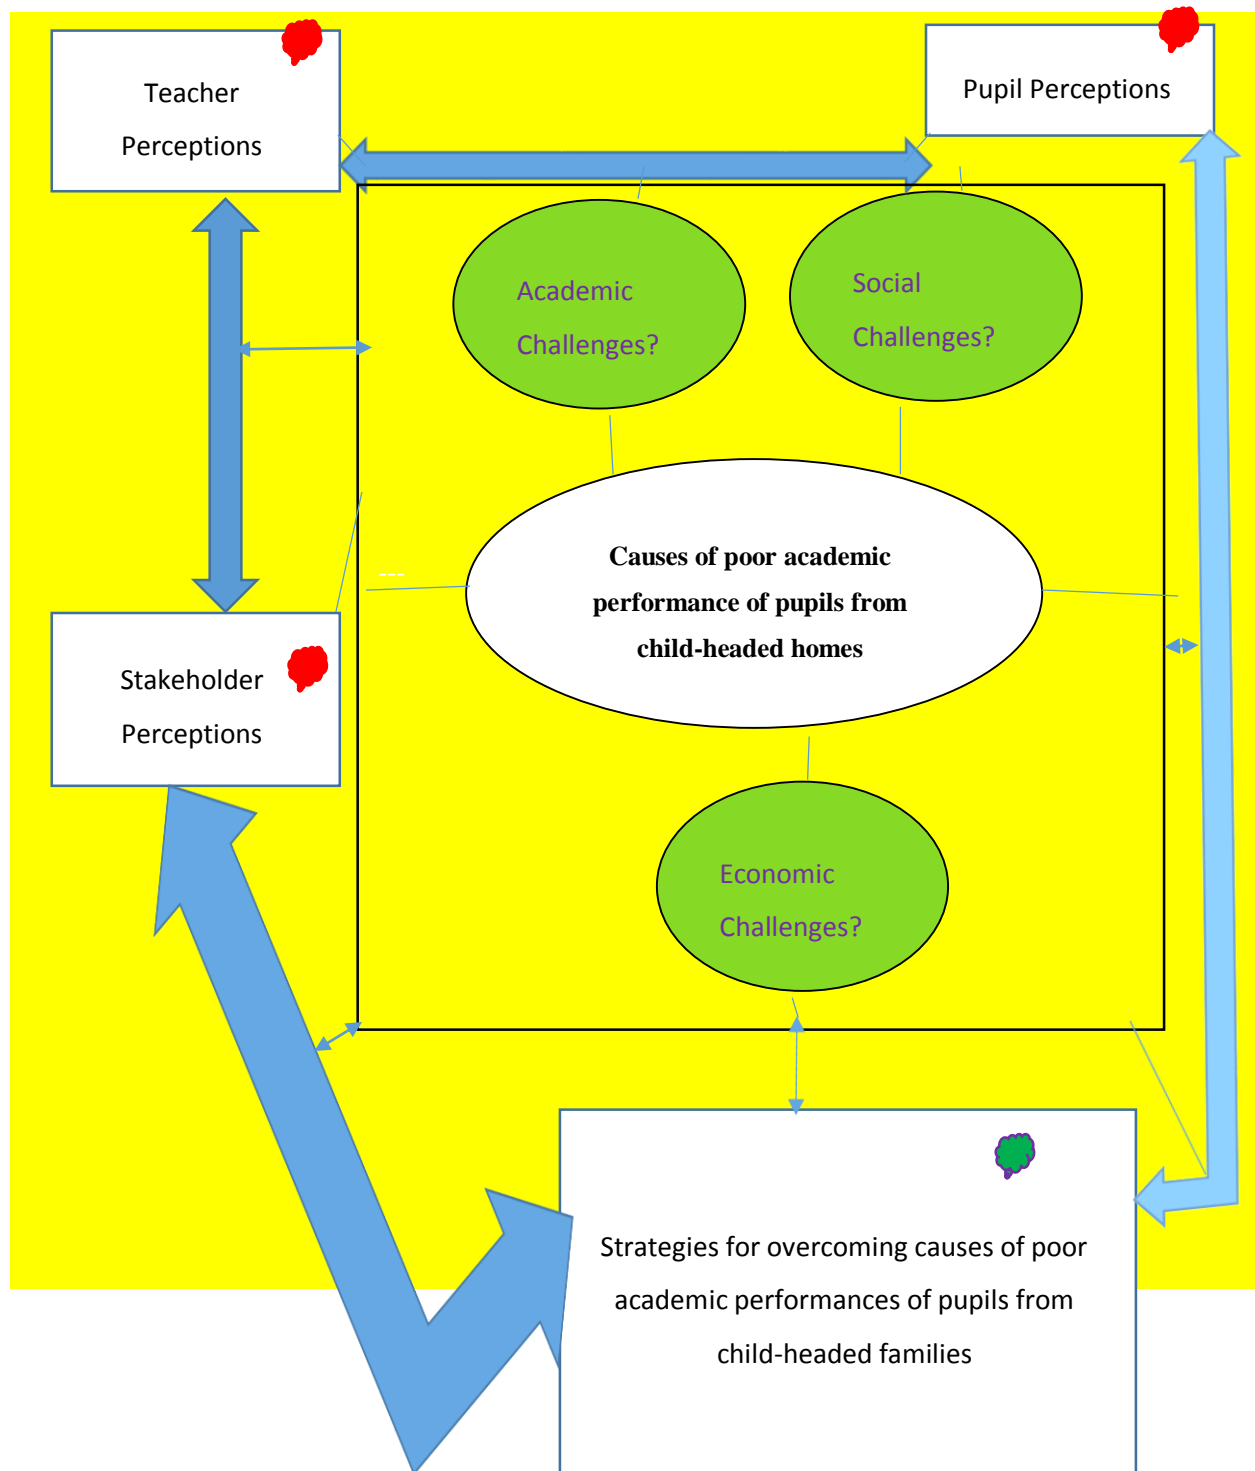 Teacher
Perceptions
Pupil Perceptions
Academic
Challenges?
Social
Challenges?
---
Causes of poor academic
performance of pupils from
child-headed homes
Stakeholder
Perceptions
Economic
Challenges?
Strategies for overcoming causes of poor
academic performances of pupils from
child-headed families